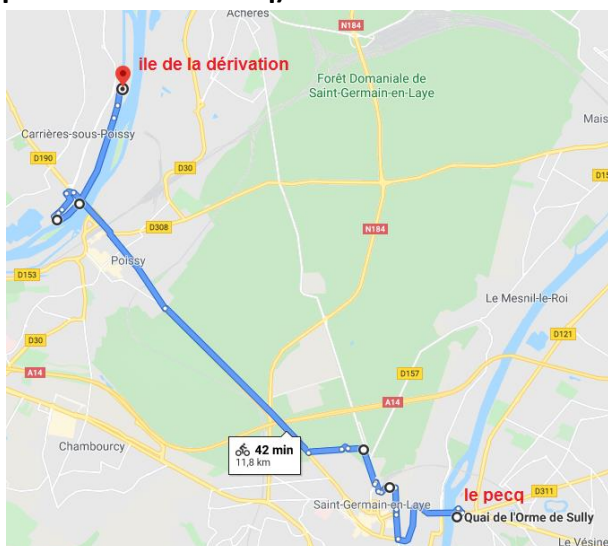 Achères
N184
ile de la dérivation
Forêt Domaniale de
Saint-Germain-en-Laye
Carrières-sous-Poissy
Mais
D190
D30
D15
D308
N184
Poissy
D153
Le Mesnil-le-Roi
D121
D30
A14
D157
A14
Chambourcy
42 min
11,8 km
le pecq
D311
Saint-Germain-en-Laye
Quai de l'Orme de Sully
Le Vésine